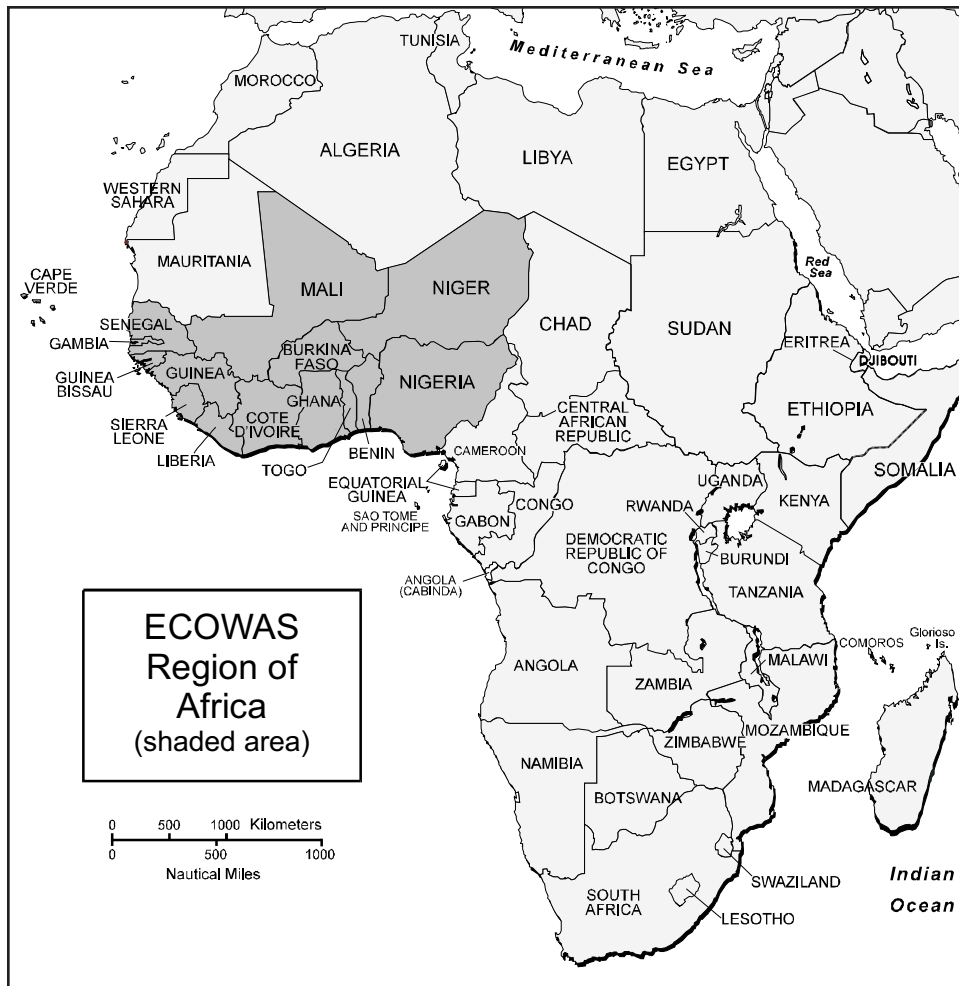 TUNISIA
Mediterranean Sea
MOROCCO
ALGERIA
LIBYA
EGYPT
WESTERN
SAHARA
MAURITANIA
Red
Sea
CAPE
VERDE
MALI
NIGER
CHAD
SUDAN
SENEGAL
GAMBIA
ERITREA
DJIBOUTI
BURKINA
FASO
GUINEA
BISSAU
GUINEA
NIGERIA
GHANA
ETHIOPIA
SIERRA
LEONE
COTE
D'IVOIRE
CENTRAL
AFRICAN
REPUBLIC
LIBERIA
TOGO
BENIN
CAMEROON
SOMALIA
EQUATORIAL
GUINEA
UGANDA
KENYA
SAO TOME
AND PRINCIPE
GABON
CONGO
RWANDA
DEMOCRATIC
REPUBLIC OF
CONGO
BURUNDI
ANGOLA
(CABINDA)
TANZANIA
ECOWAS
Region of
Africa
(shaded area)
ANGOLA
ZAMBIA
MALAWI
COMOROS
Glorioso
Is.
MOZAMBIQUE
ZIMBABWE
NAMIBIA
BOTSWANA
MADAGASCAR
0 500 1000 Kilometers
0 500 1000
Nautical Miles
SWAZILAND
SOUTH
AFRICA
LESOTHO
Indian
Ocean